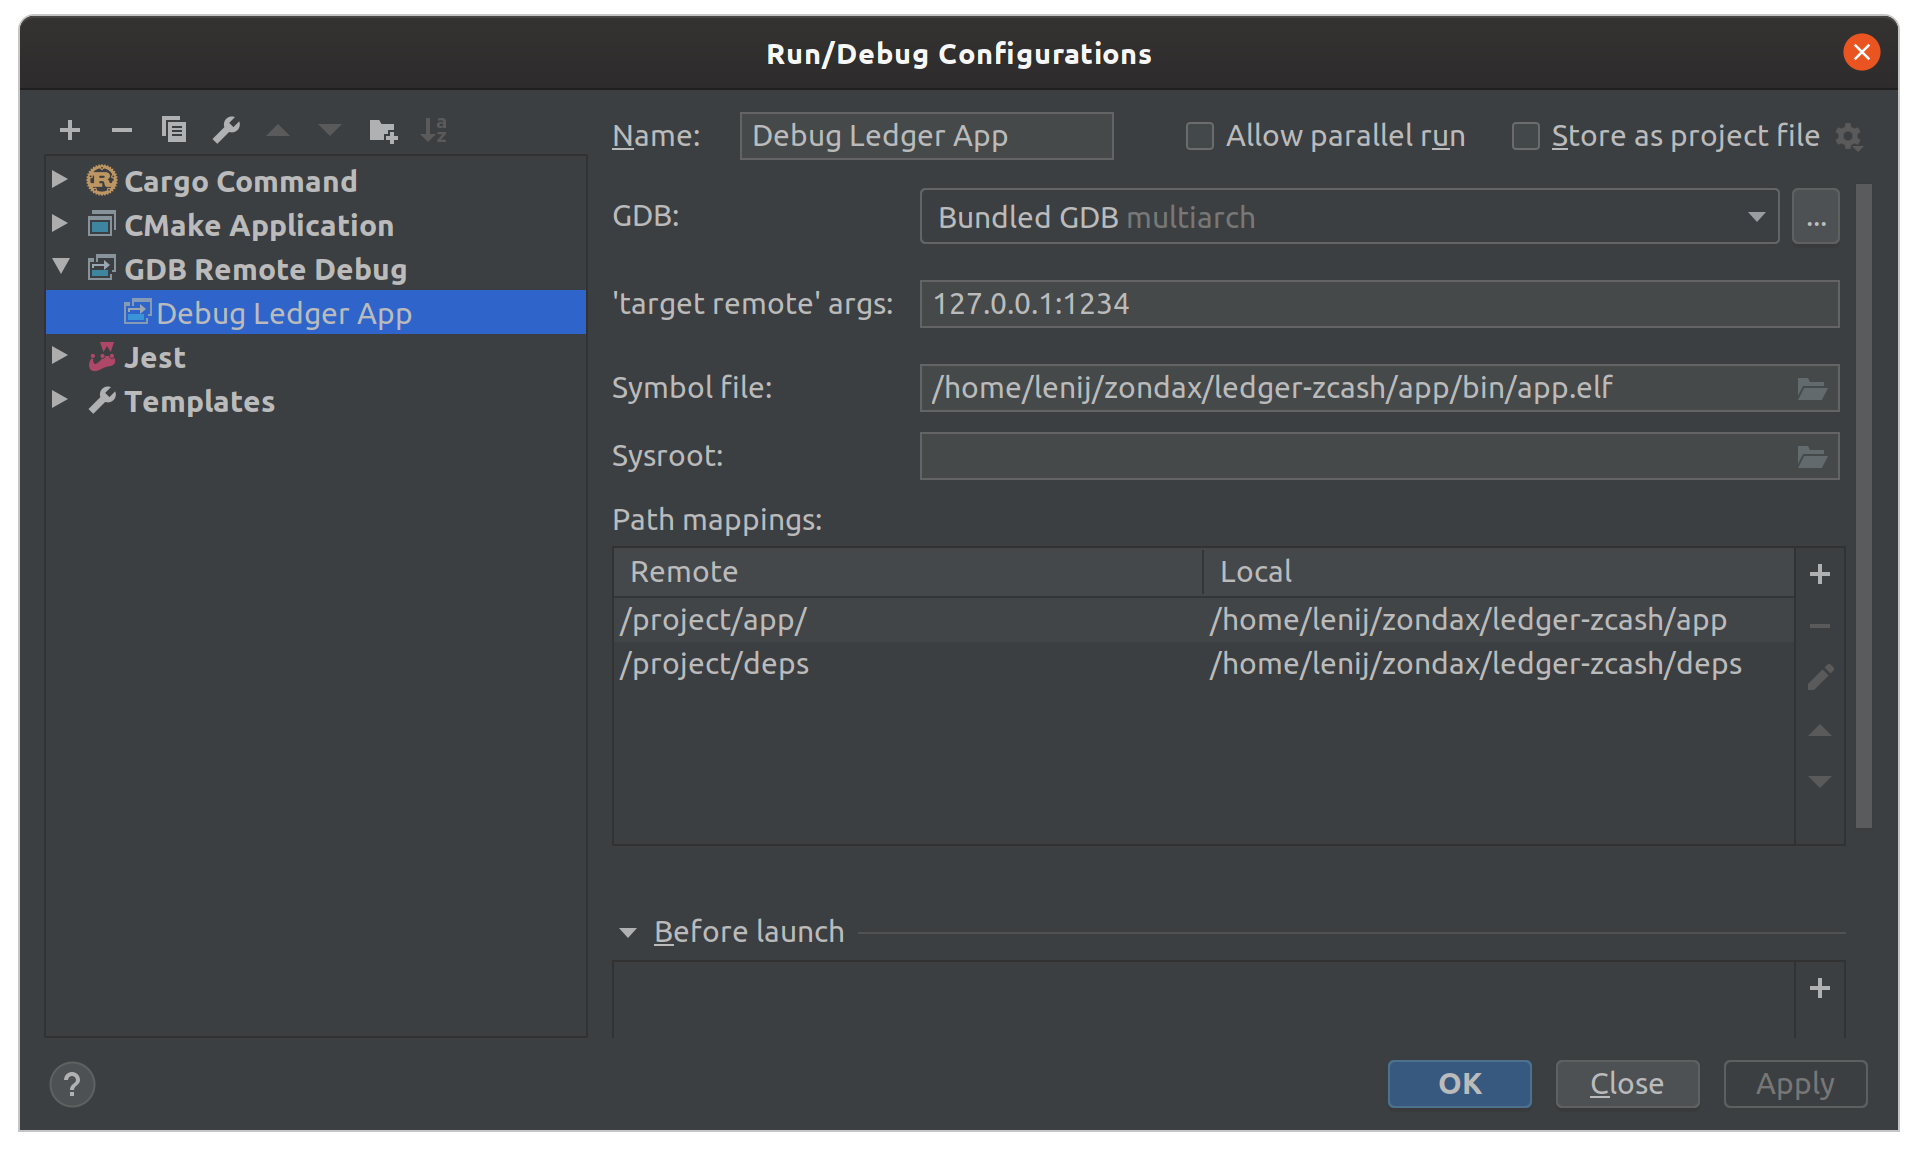 Run/Debug Configurations
Name: Debug Ledger App Allow parallel run Store as project file
Cargo Command
CMake Application
GDB Remote Debug
Debug Ledger App
Jest
Templates
GDB: Bundled GDB multiarch ...
'target remote' args: 127.0.0.1:1234
Symbol file: /home/lenij/zondax/ledger-zcash/app/bin/app.elf
Sysroot:
Path mappings:
Remote Local
/project/app/ /home/lenij/zondax/ledger-zcash/app
/project/deps /home/lenij/zondax/ledger-zcash/deps
Before launch
? OK Close Apply